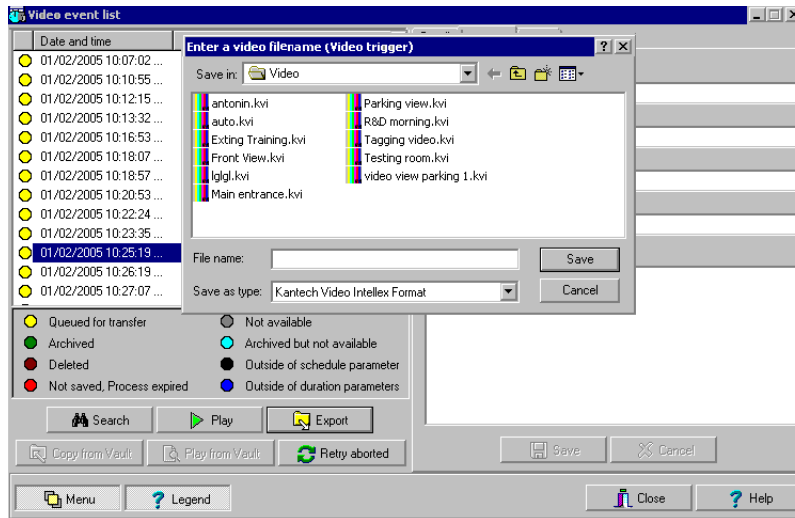 Video event list
Date and time
01/02/2005 10:07:02 ...
01/02/2005 10:10:55 ...
01/02/2005 10:12:15 ...
01/02/2005 10:13:32 ...
01/02/2005 10:16:53 ...
01/02/2005 10:18:07 ...
01/02/2005 10:18:57 ...
01/02/2005 10:20:53 ...
01/02/2005 10:22:24 ...
01/02/2005 10:23:35 ...
01/02/2005 10:25:19 ...
01/02/2005 10:26:19 ...
01/02/2005 10:27:07 ...
Enter a video filename (Video trigger)
Save in: Video
antonin.kvi
auto.kvi
Exting Training.kvi
Front View.kvi
lglgl.kvi
Main entrance.kvi
Parking view.kvi
R&D morning.kvi
Tagging video.kvi
Testing room.kvi
video view parking 1.kvi
File name:
Save
Save as type: Kantech Video Intellex Format
Cancel
Queued for transfer
Archived
Deleted
Not saved, Process expired
Not available
Archived but not available
Outside of schedule parameter
Outside of duration parameters
Search
Play
Export
Copy from Vault
Play from Vault
Retry aborted
Save
Cancel
Menu
Legend
Close
Help